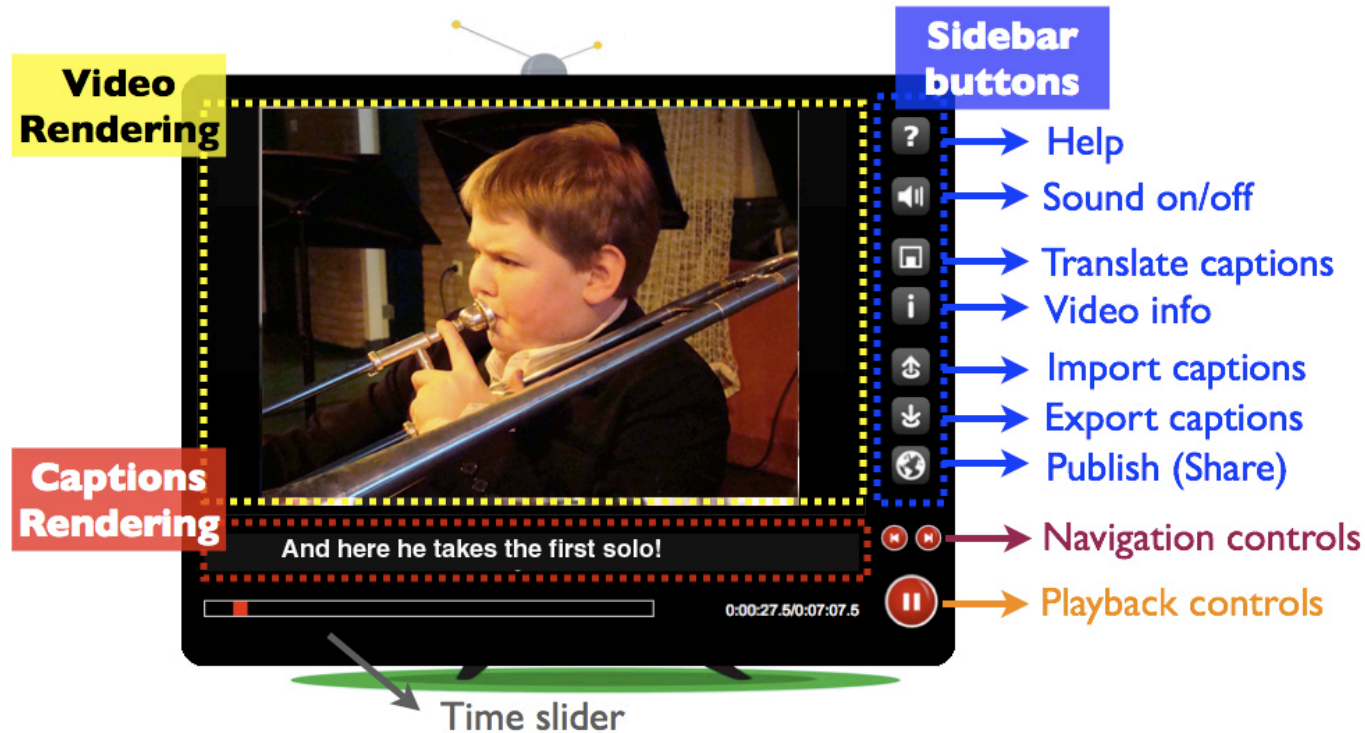 Video
Rendering
Sidebar
buttons
?
Help
Sound on/off
Translate captions
i
Video info
Import captions
Export captions
Publish (Share)
Captions
Rendering
And here he takes the first solo!
Navigation controls
0:00:27.5/0:07:07.5
Playback controls
Time slider